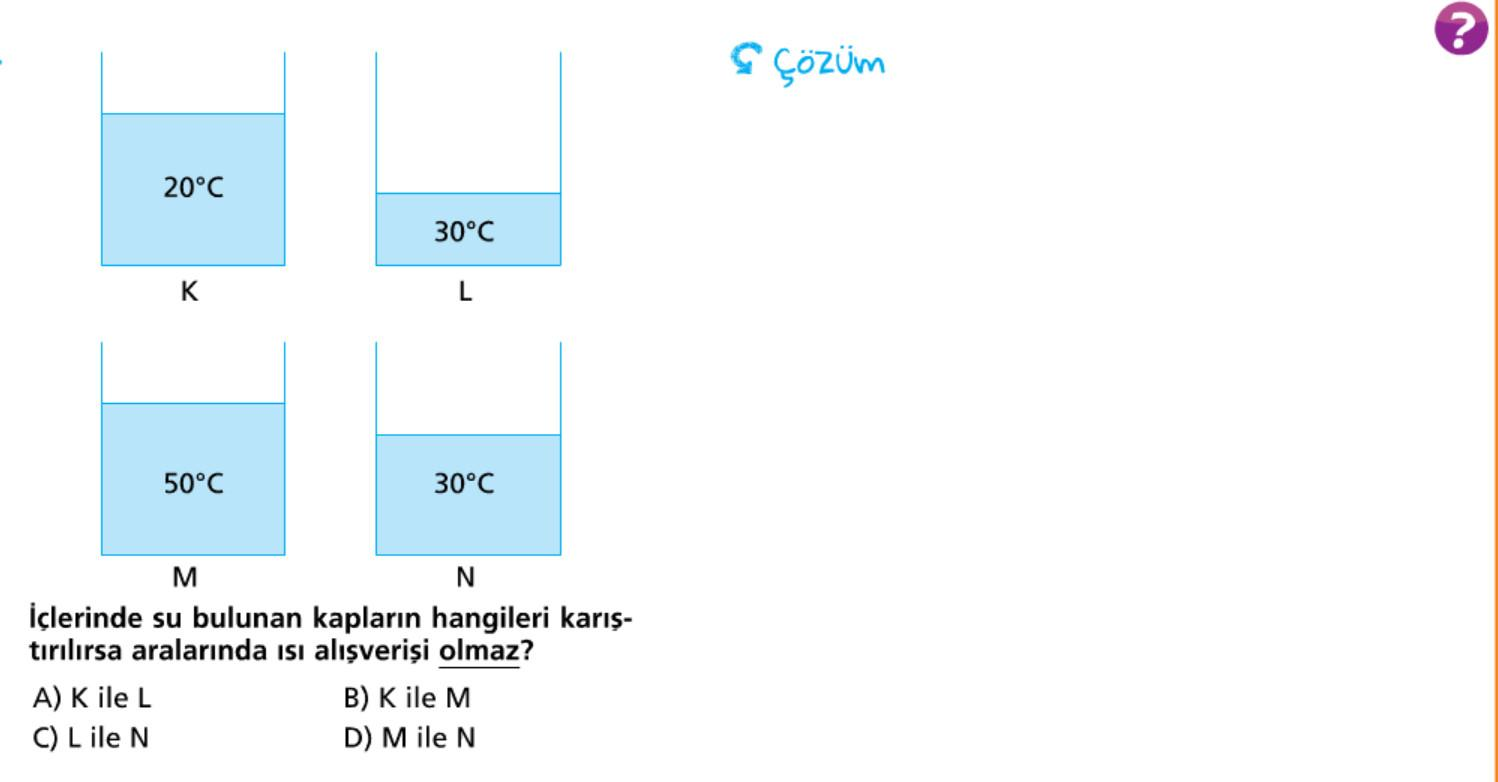 Çözüm
?
20°C
30°C
K
L
50°C
30°C
M
N
İçlerinde su bulunan kapların hangileri karış-
tırılırsa aralarında ısı alışverişi olmaz?
A) K ile L
B) K ile M
C) L ile N
D) M ile N